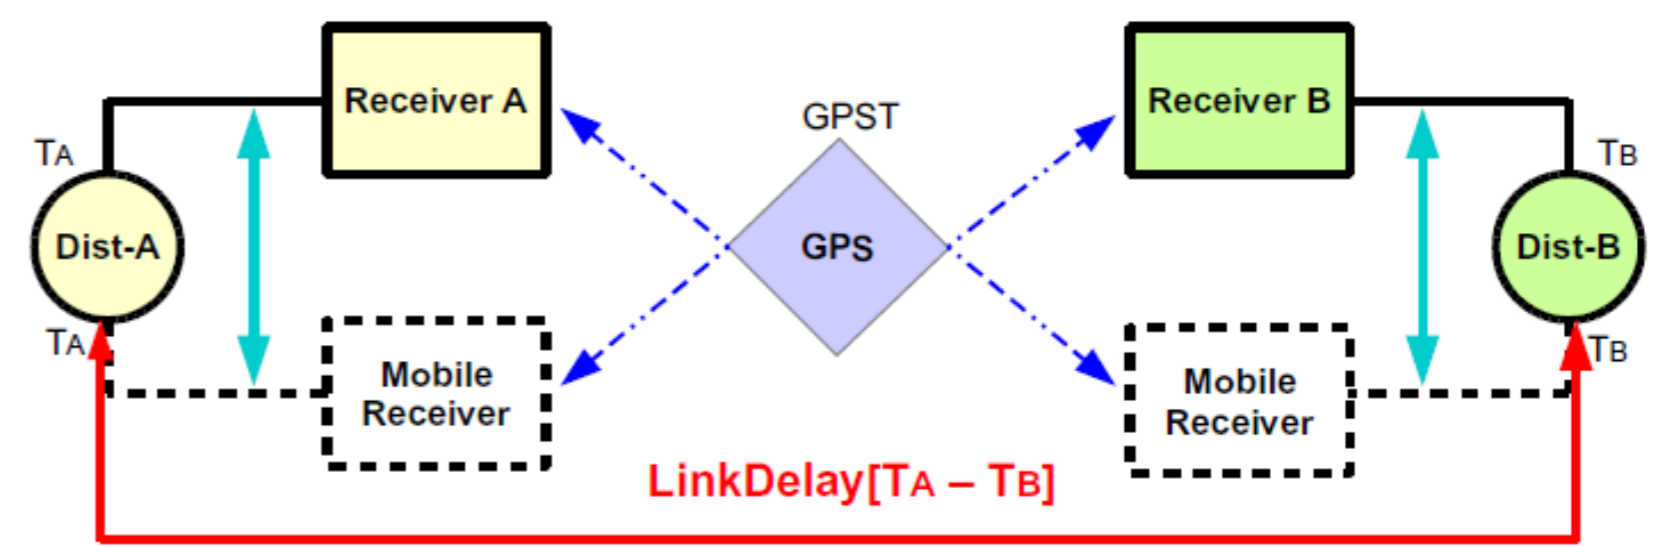 Receiver A
GPST
Receiver B
TA
TB
Dist-A
GPS
Dist-B
TA
TB
Mobile
Receiver
Mobile
Receiver
LinkDelay[TA – TB]